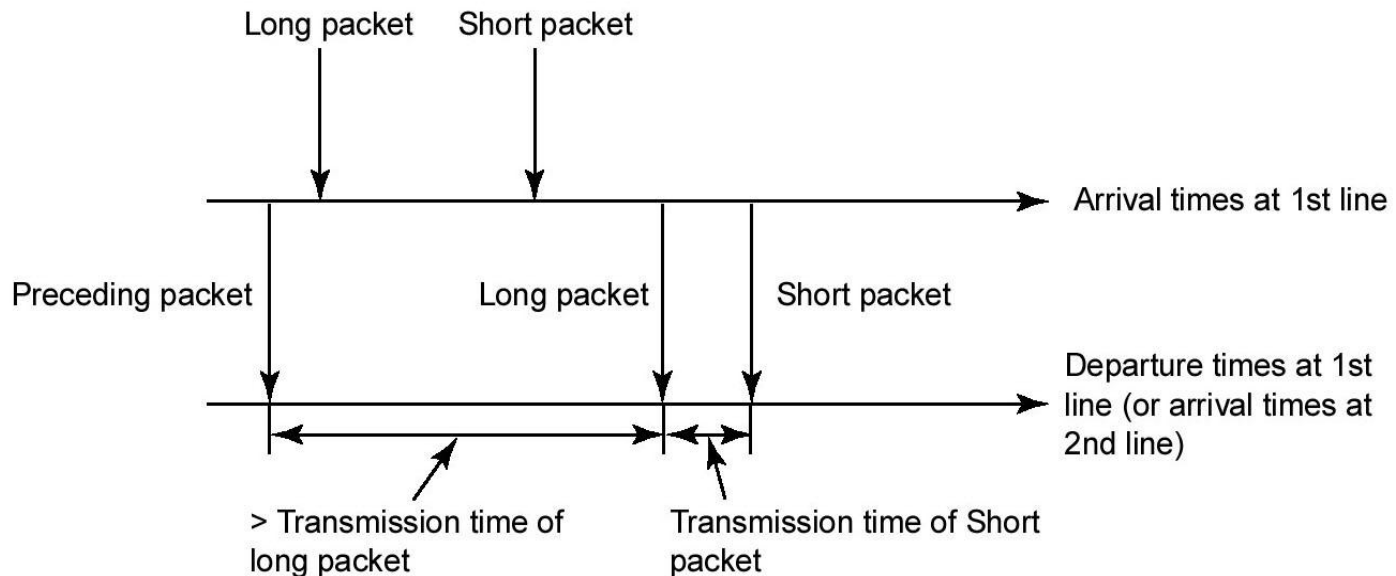 Long packet
Short packet
Arrival times at 1st line
Preceding packet
Long packet
Short packet
Departure times at 1st
line (or arrival times at
2nd line)
> Transmission time of
long packet
Transmission time of Short
packet